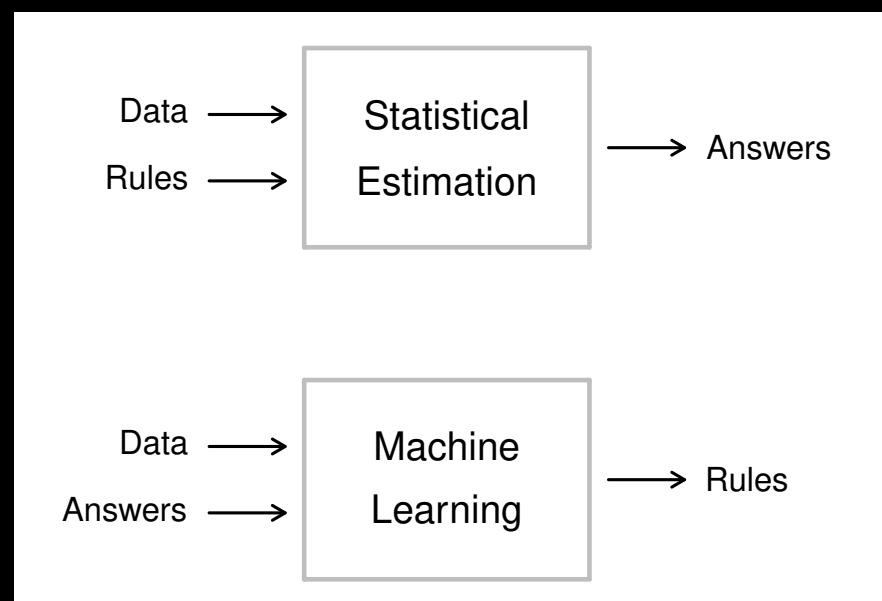 Data
Rules
Statistical
Estimation
Answers
Data
Answers
Machine
Learning
Rules